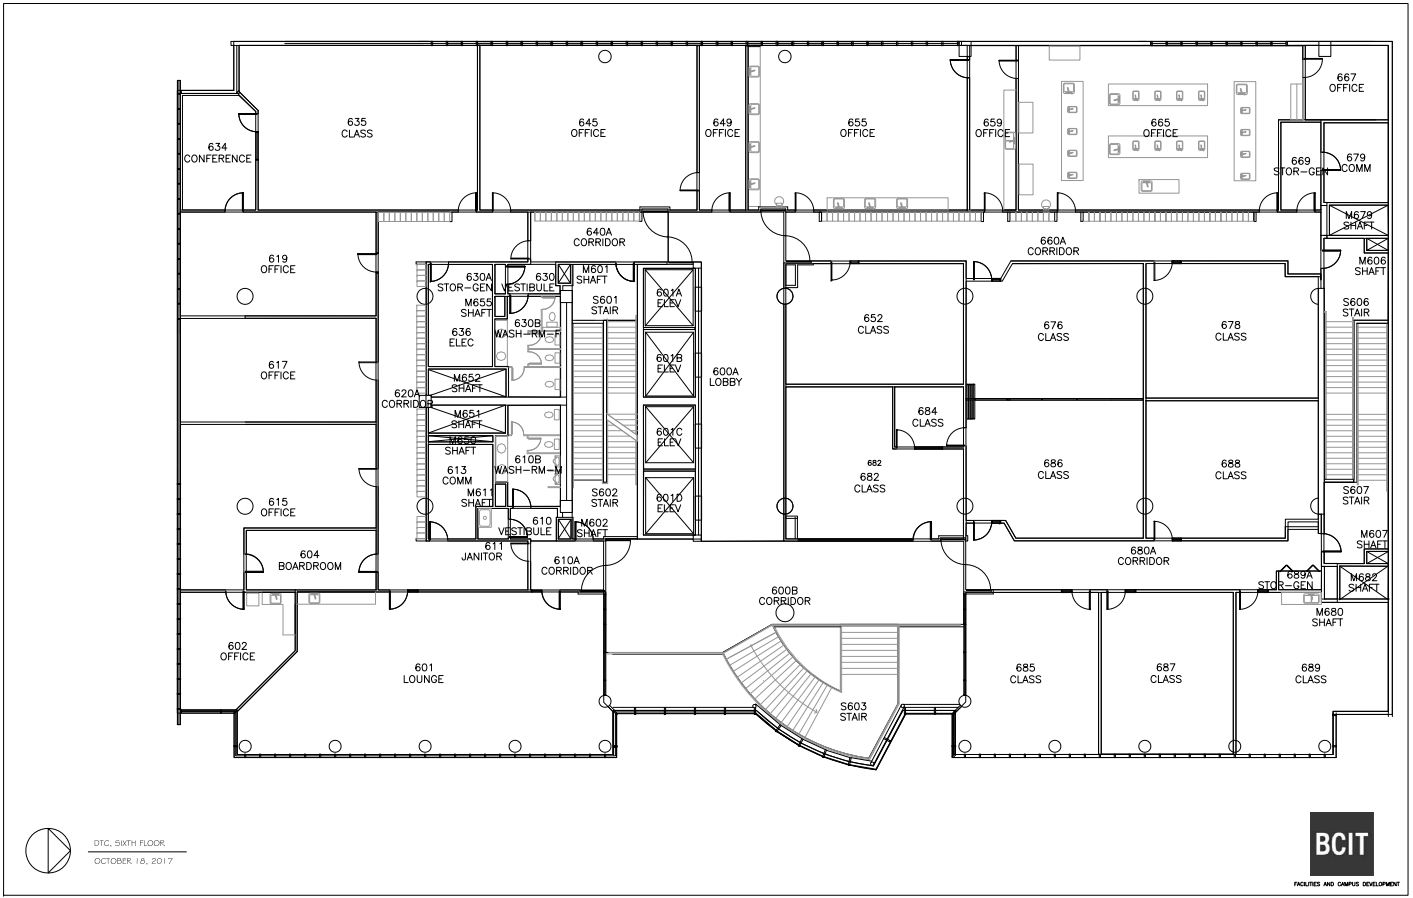 635
CLASS
645
OFFICE
649
OFFICE
655
OFFICE
659
OFFICE
665
OFFICE
667
OFFICE
634
CONFERENCE
669
STOR-GEN
679
COMM
M679
SHAFT
640A
CORRIDOR
660A
CORRIDOR
619
OFFICE
630A
STOR-GEN
630
VESTIBULE
M601
SHAFT
M606
SHAFT
M655
SHAFT
S601
STAIR
601A
ELEV
S606
STAIR
636
ELEC
630B
WASH-RM-F
652
CLASS
676
CLASS
678
CLASS
617
OFFICE
601B
ELEV
600A
LOBBY
M652
SHAFT
620A
CORRIDOR
M651
SHAFT
684
CLASS
601C
ELEV
M650
SHAFT
613
COMM
610B
WASH-RM-M
682
682
CLASS
686
CLASS
688
CLASS
615
OFFICE
M611
SHAFT
S602
STAIR
601D
ELEV
S607
STAIR
610
VESTIBULE
M602
SHAFT
M607
SHAFT
604
BOARDROOM
611
JANITOR
610A
CORRIDOR
680A
CORRIDOR
689A
STOR-GEN
M682
SHAFT
600B
CORRIDOR
M680
SHAFT
602
OFFICE
601
LOUNGE
685
CLASS
687
CLASS
689
CLASS
S603
STAIR
DTC, SIXTH FLOOR
OCTOBER 18, 2017
BCIT
FACILITIES AND CAMPUS DEVELOPMENT